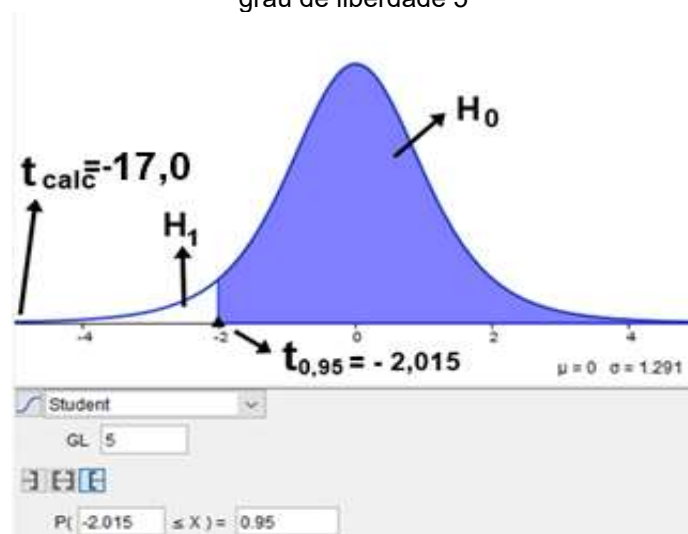 grau de liberdade 5
H0
tcalc=-17,0
H1
-4 -2 0 2 4
t0,95 = - 2,015
μ = 0 σ = 1.291
Student
GL 5
P( -2.015 ≤ X ) = 0.95